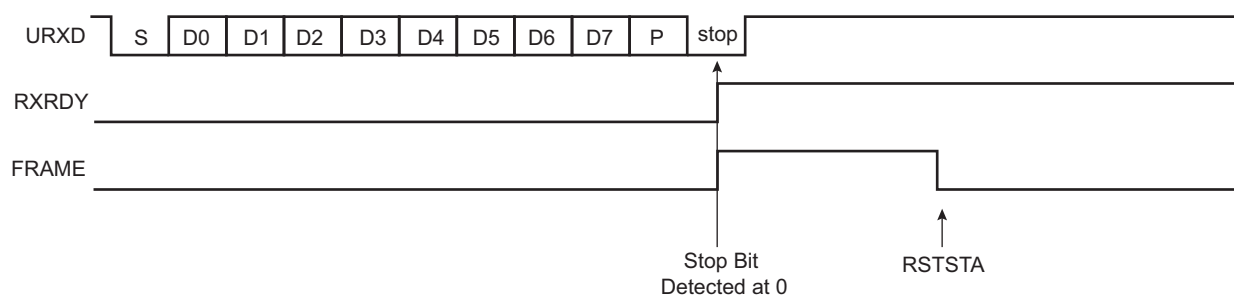 URXD S D0 D1 D2 D3 D4 D5 D6 D7 P stop
RXRDY
FRAME
Stop Bit RSTSTA
Detected at 0